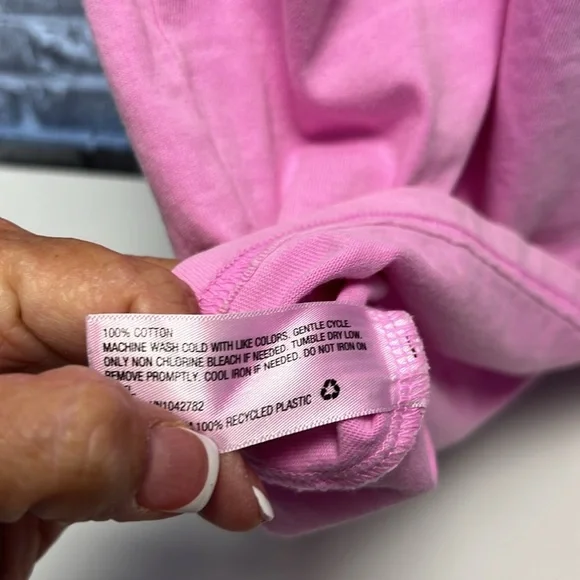 100% COTTON
MACHINE WASH COLD WITH LIKE COLORS. GENTLE CYCLE.
ONLY NON CHLORINE BLEACH IF NEEDED. TUMBLE DRY LOW.
REMOVE PROMPTLY. COOL IRON IF NEEDED. DO NOT IRON ON
N1042782
100% RECYCLED PLASTIC